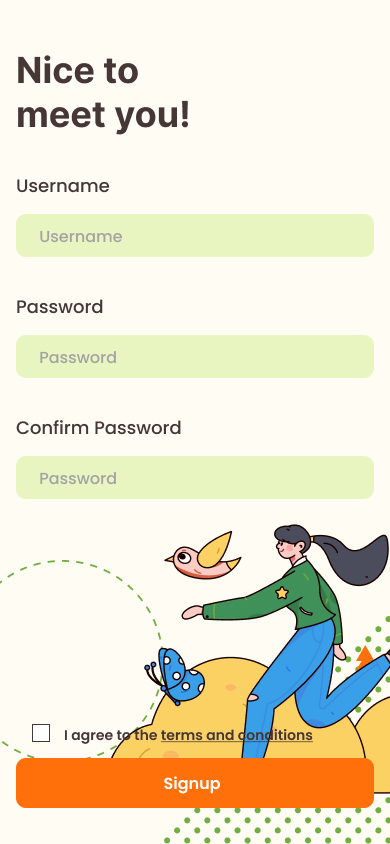 Nice to
meet you!
Username
Username
Password
Password
Confirm Password
Password
I agree to the terms and conditions
Signup